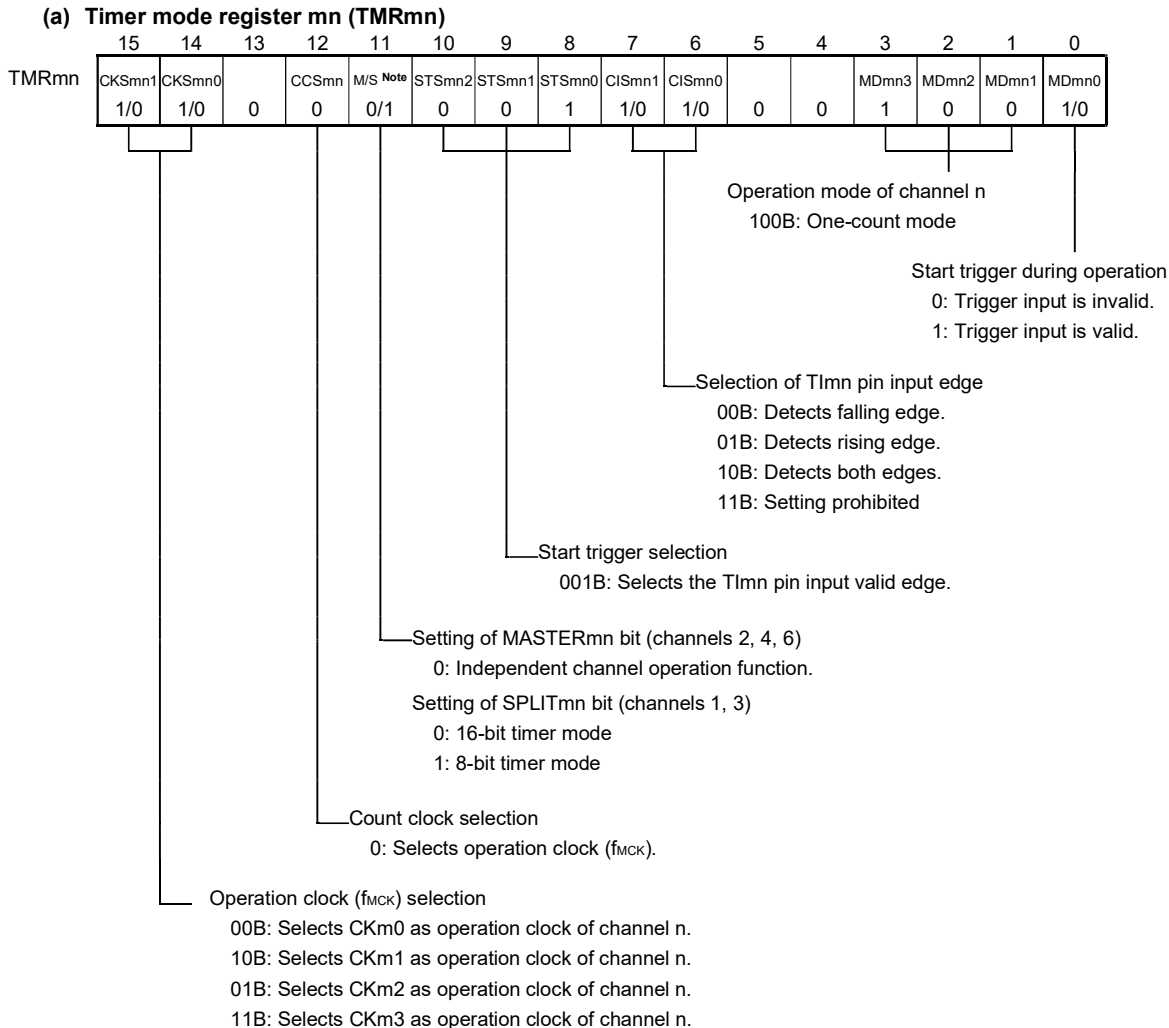 (a) Timer mode register mn (TMRmn)
15 14 13 12 11 10 9 8 7 6 5 4 3 2 1 0
TMRmn CKSmn1 CKSmn0 CCSmn M/S Note STSmn2 STSmn1 STSmn0 CISmn1 CISmn0 MDmn3 MDmn2 MDmn1 MDmn0
1/0 1/0 0 0 0/1 0 0 1 1/0 1/0 0 0 1 0 0 1/0
Operation mode of channel n
100B: One-count mode
Start trigger during operation
0: Trigger input is invalid.
1: Trigger input is valid.
Selection of TImn pin input edge
00B: Detects falling edge.
01B: Detects rising edge.
10B: Detects both edges.
11B: Setting prohibited
Start trigger selection
001B: Selects the TImn pin input valid edge.
Setting of MASTERmn bit (channels 2, 4, 6)
0: Independent channel operation function.
Setting of SPLITmn bit (channels 1, 3)
0: 16-bit timer mode
1: 8-bit timer mode
Count clock selection
0: Selects operation clock (fMCK).
Operation clock (fMCK) selection
00B: Selects CKm0 as operation clock of channel n.
10B: Selects CKm1 as operation clock of channel n.
01B: Selects CKm2 as operation clock of channel n.
11B: Selects CKm3 as operation clock of channel n.